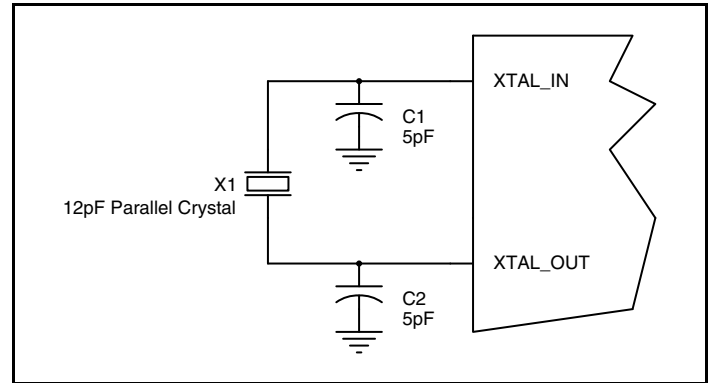 XTAL_IN
C1
5pF
X1
12pF Parallel Crystal
XTAL_OUT
C2
5pF